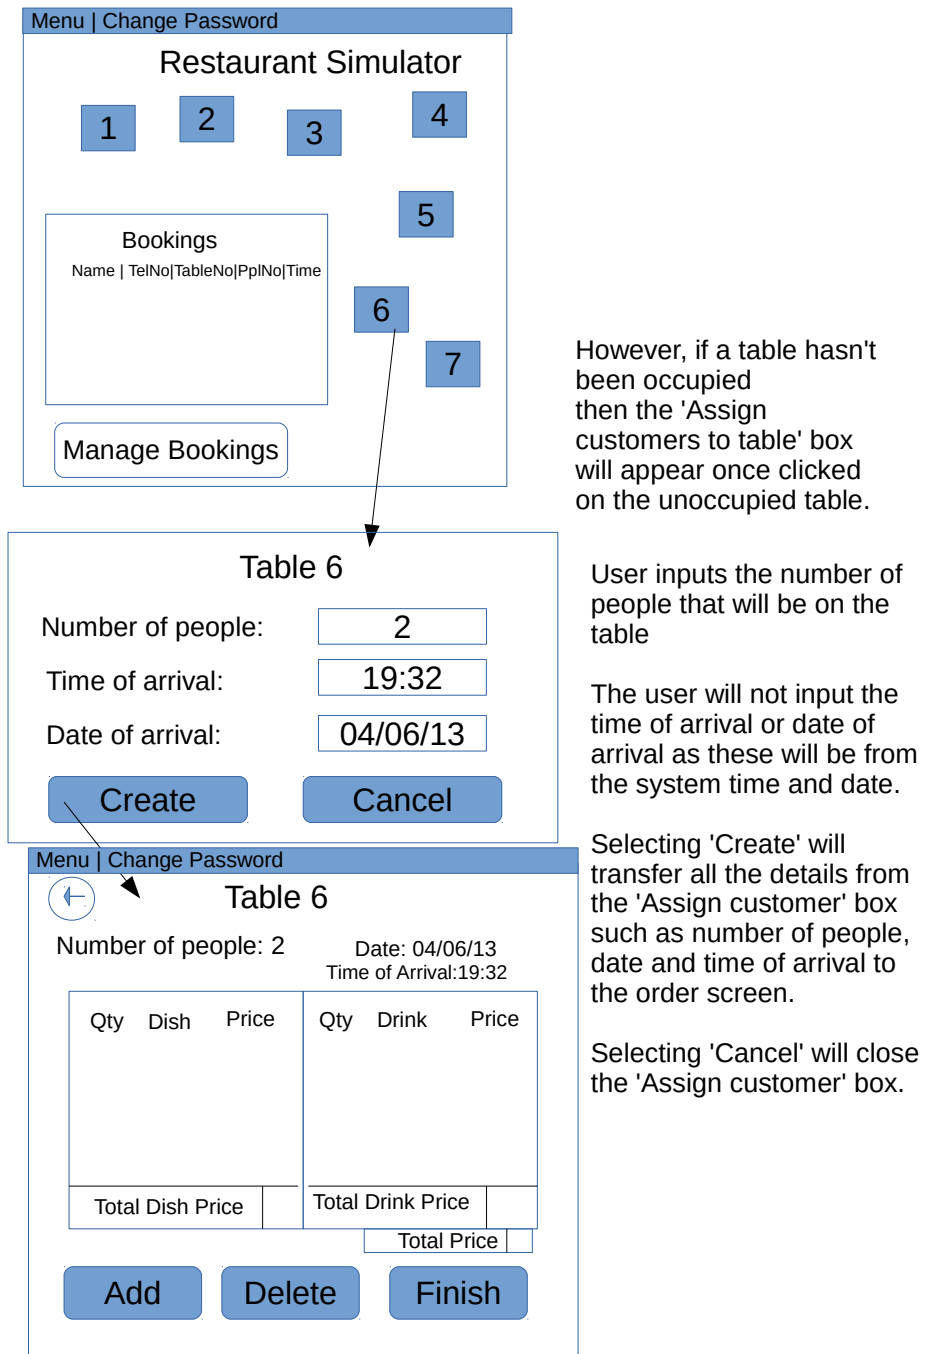 Menu | Change Password
Restaurant Simulator
1
2
3
4
5
Bookings
Name | TelNo|TableNo|PplNo|Time
6
7
Manage Bookings
However, if a table hasn't
been occupied
then the 'Assign
customers to table' box
will appear once clicked
on the unoccupied table.
Table 6
Number of people: 2
Time of arrival: 19:32
Date of arrival: 04/06/13
Create Cancel
User inputs the number of
people that will be on the
table
The user will not input the
time of arrival or date of
arrival as these will be from
the system time and date.
Selecting 'Create' will
transfer all the details from
the 'Assign customer' box
such as number of people,
date and time of arrival to
the order screen.
Selecting 'Cancel' will close
the 'Assign customer' box.
Menu | Change Password
Table 6
Number of people: 2
Date: 04/06/13
Time of Arrival:19:32
Qty Dish Price Qty Drink Price
Total Dish Price Total Drink Price
Total Price
Add Delete Finish